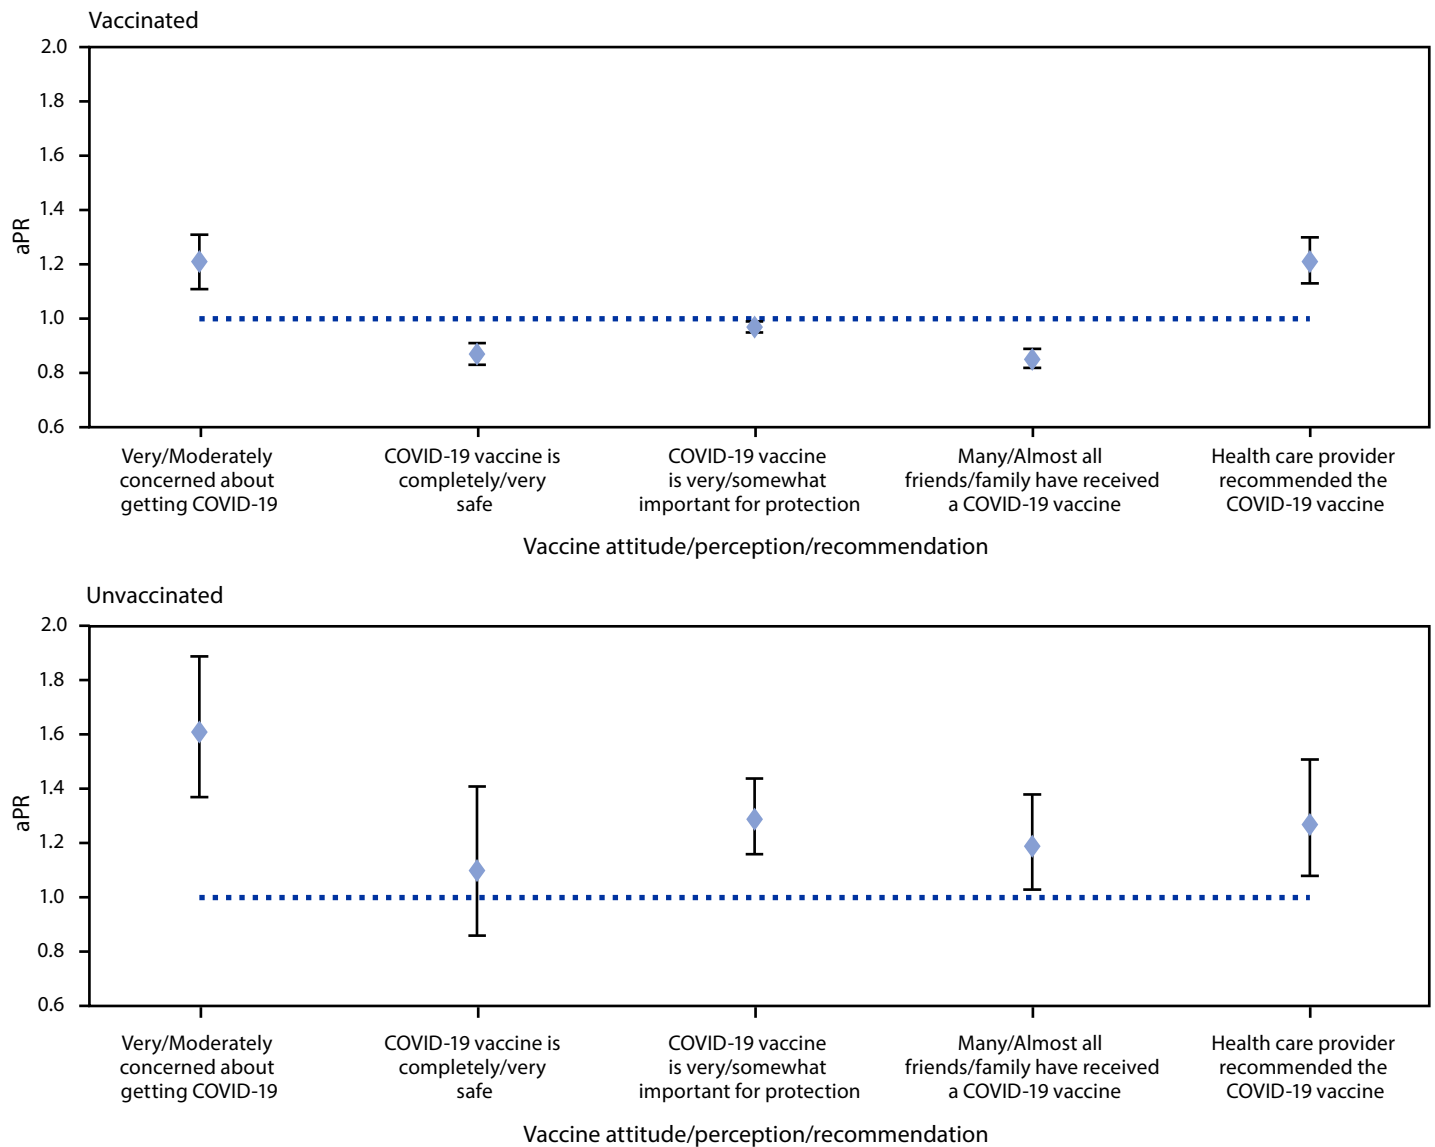 Vaccinated
2.0
1.8
1.6
1.4
1.2
1.0
0.8
0.6
aPR
Very/Moderately
concerned about
getting COVID-19
COVID-19 vaccine is
completely/very
safe
COVID-19 vaccine
is very/somewhat
important for protection
Many/Almost all
friends/family have received
a COVID-19 vaccine
Health care provider
recommended the
COVID-19 vaccine
Vaccine attitude/perception/recommendation
Unvaccinated
2.0
1.8
1.6
1.4
1.2
1.0
0.8
0.6
aPR
Very/Moderately
concerned about
getting COVID-19
COVID-19 vaccine is
completely/very
safe
COVID-19 vaccine
is very/somewhat
important for protection
Many/Almost all
friends/family have received
a COVID-19 vaccine
Health care provider
recommended the
COVID-19 vaccine
Vaccine attitude/perception/recommendation